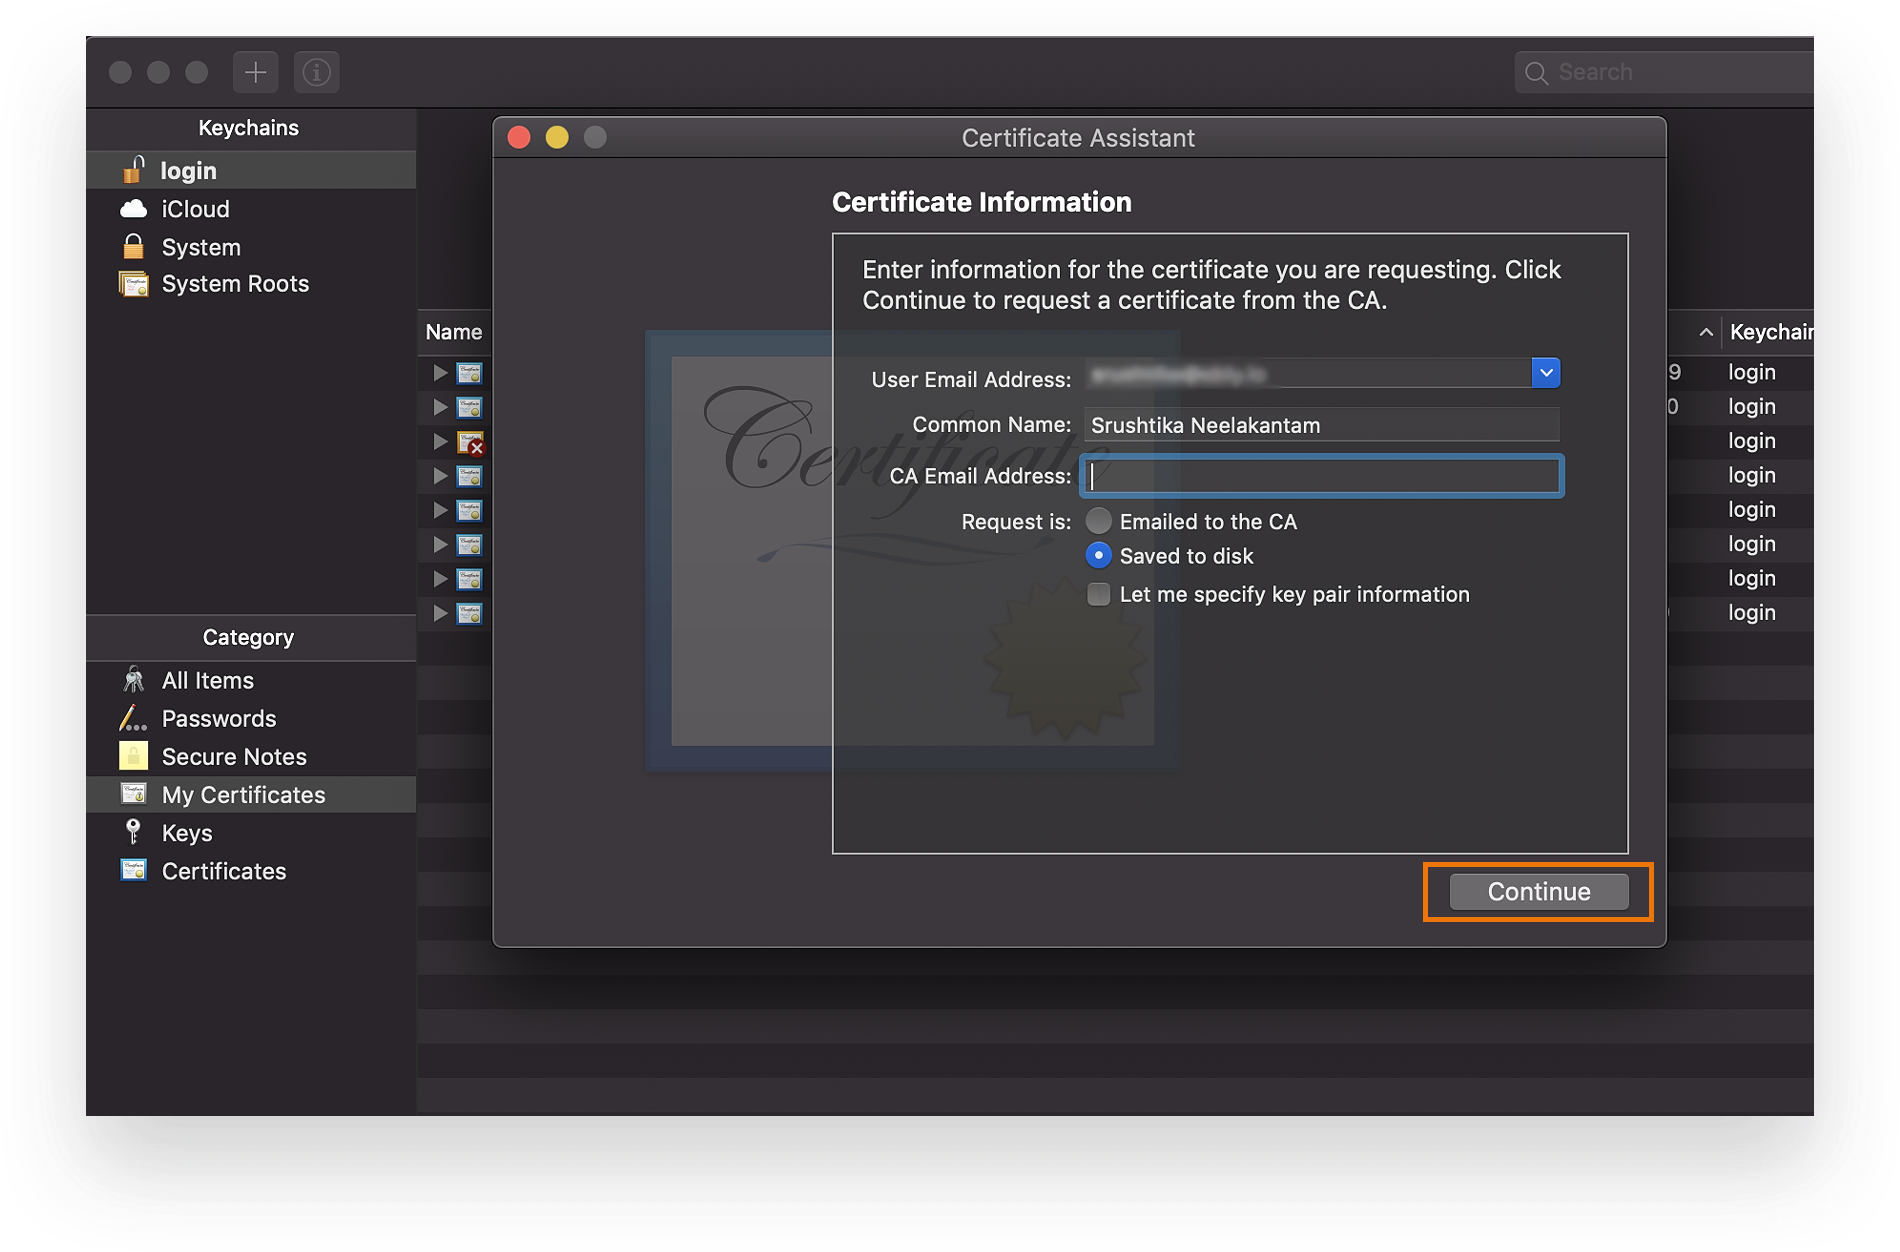 Search
Keychains
login
iCloud
System
System Roots
Certificate Assistant
Certificate Information
Enter information for the certificate you are requesting. Click
Continue to request a certificate from the CA.
User Email Address:
Common Name: Srushtika Neelakantam
CA Email Address:
Request is: Emailed to the CA
Saved to disk
Let me specify key pair information
Certificate
Continue
Name
Keychain
9 login
0 login
login
login
login
login
login
login
Category
All Items
Passwords
Secure Notes
My Certificates
Keys
Certificates